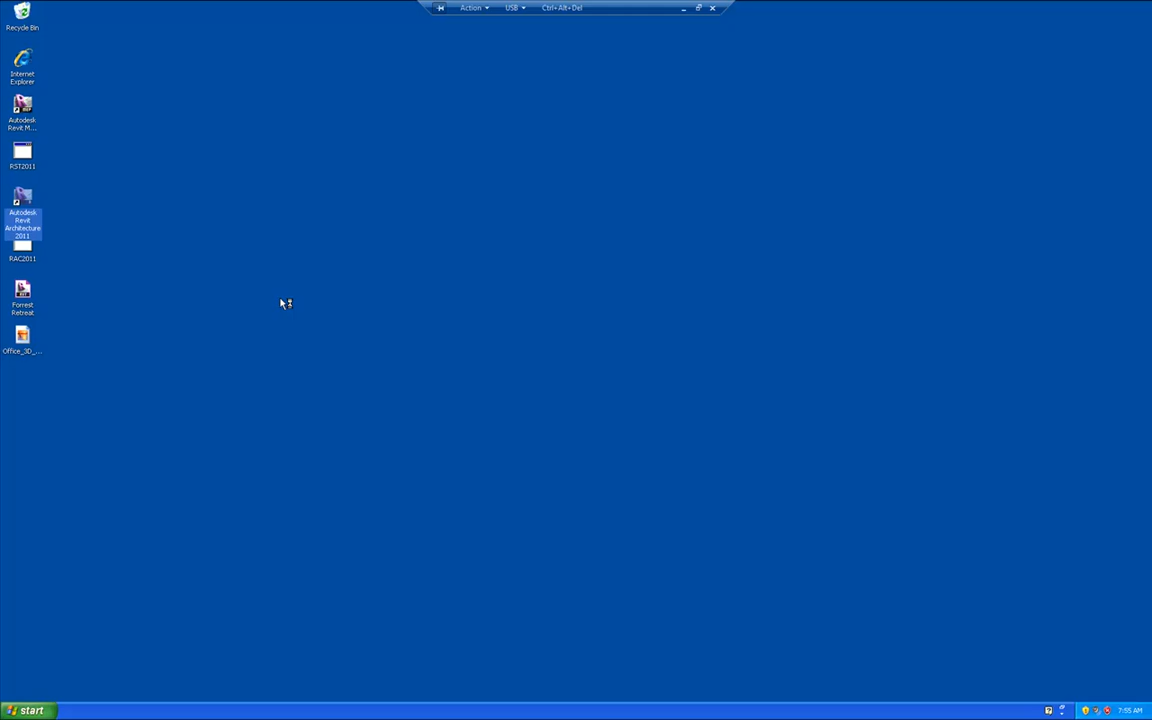 Action USB Ctrl+Alt+Del
Recycle Bin
Internet
Explorer
Autodesk
Revit M...
RST2011
Autodesk
Revit
Architecture
2011
RAC2011
Forrest
Retreat
Office_3D_...
start
7:55 AM